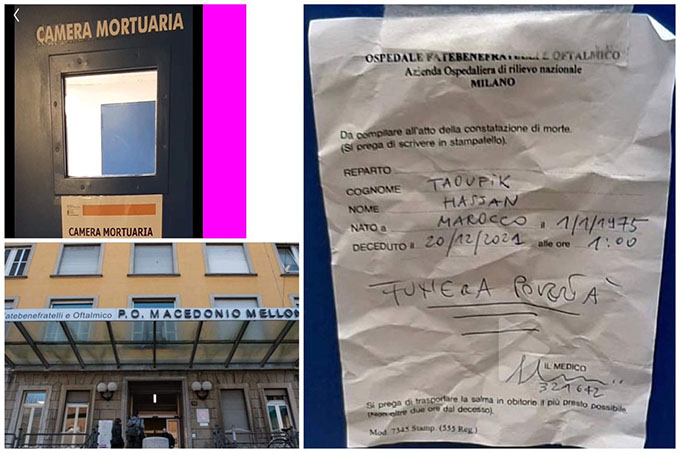 CAMERA MORTUARIA
CAMERA MORTUARIA
Fatebenefratelli e Oftalmico P.O. MACEDONIO MELLON
OSPEDALE FATEBENEFRATELLI E OFTALMICO
Azienda Ospedaliera di rilievo nazionale
MILANO
Da compilare all'atto della constatazione di morte.
(Si prega di scrivere in stampatello).
REPARTO
COGNOME TAOUFIK
NOME HASSAN
NATO a MAROCCO il 1/1/1975
DECEDUTO il 20/12/2021 alle ore 1:00
FUNERA POVERTÀ
IL MEDICO
321642
Si prega di trasportare la salma in obitorio il più presto possibile.
(Non oltre due ore dal decesso).
Mod. 7345 Stamp. (555 Reg.)